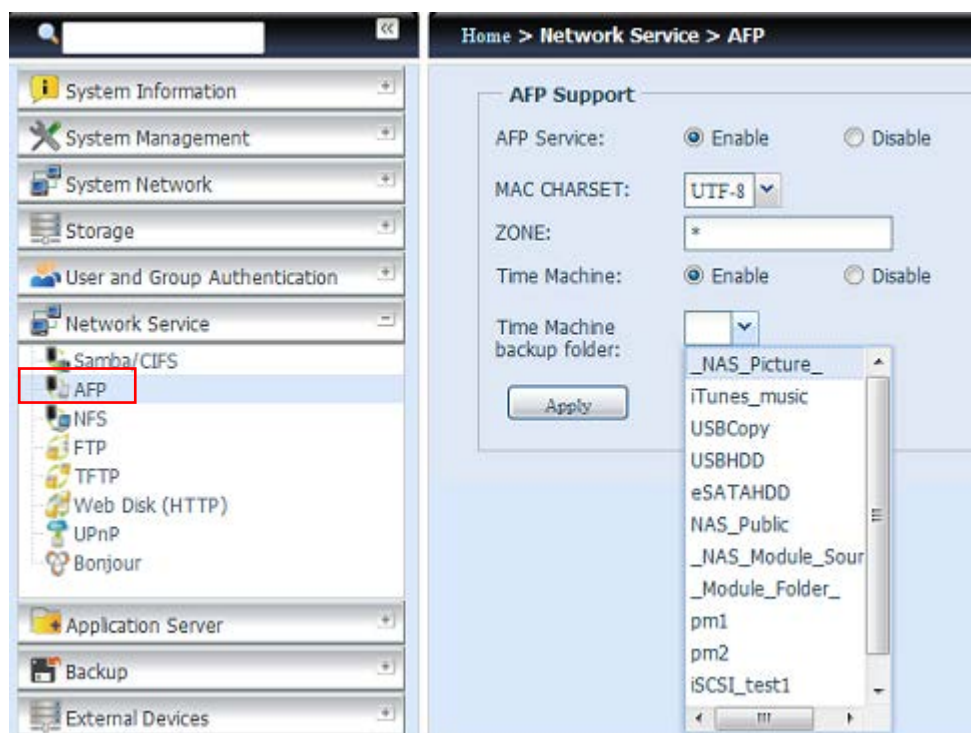 Home > Network Service > AFP
System Information
System Management
System Network
Storage
User and Group Authentication
Network Service
Samba/CIFS
AFP
NFS
FTP
TFTP
Web Disk (HTTP)
UPnP
Bonjour
Application Server
Backup
External Devices
AFP Support
AFP Service: Enable Disable
MAC CHARSET: UTF-8
ZONE: *
Time Machine: Enable Disable
Time Machine
backup folder:
_NAS_Picture_
iTunes_music
USBCopy
USBHDD
eSATAHDD
NAS_Public
_NAS_Module_Sour
_Module_Folder_
pm1
pm2
iSCSI_test1
Apply